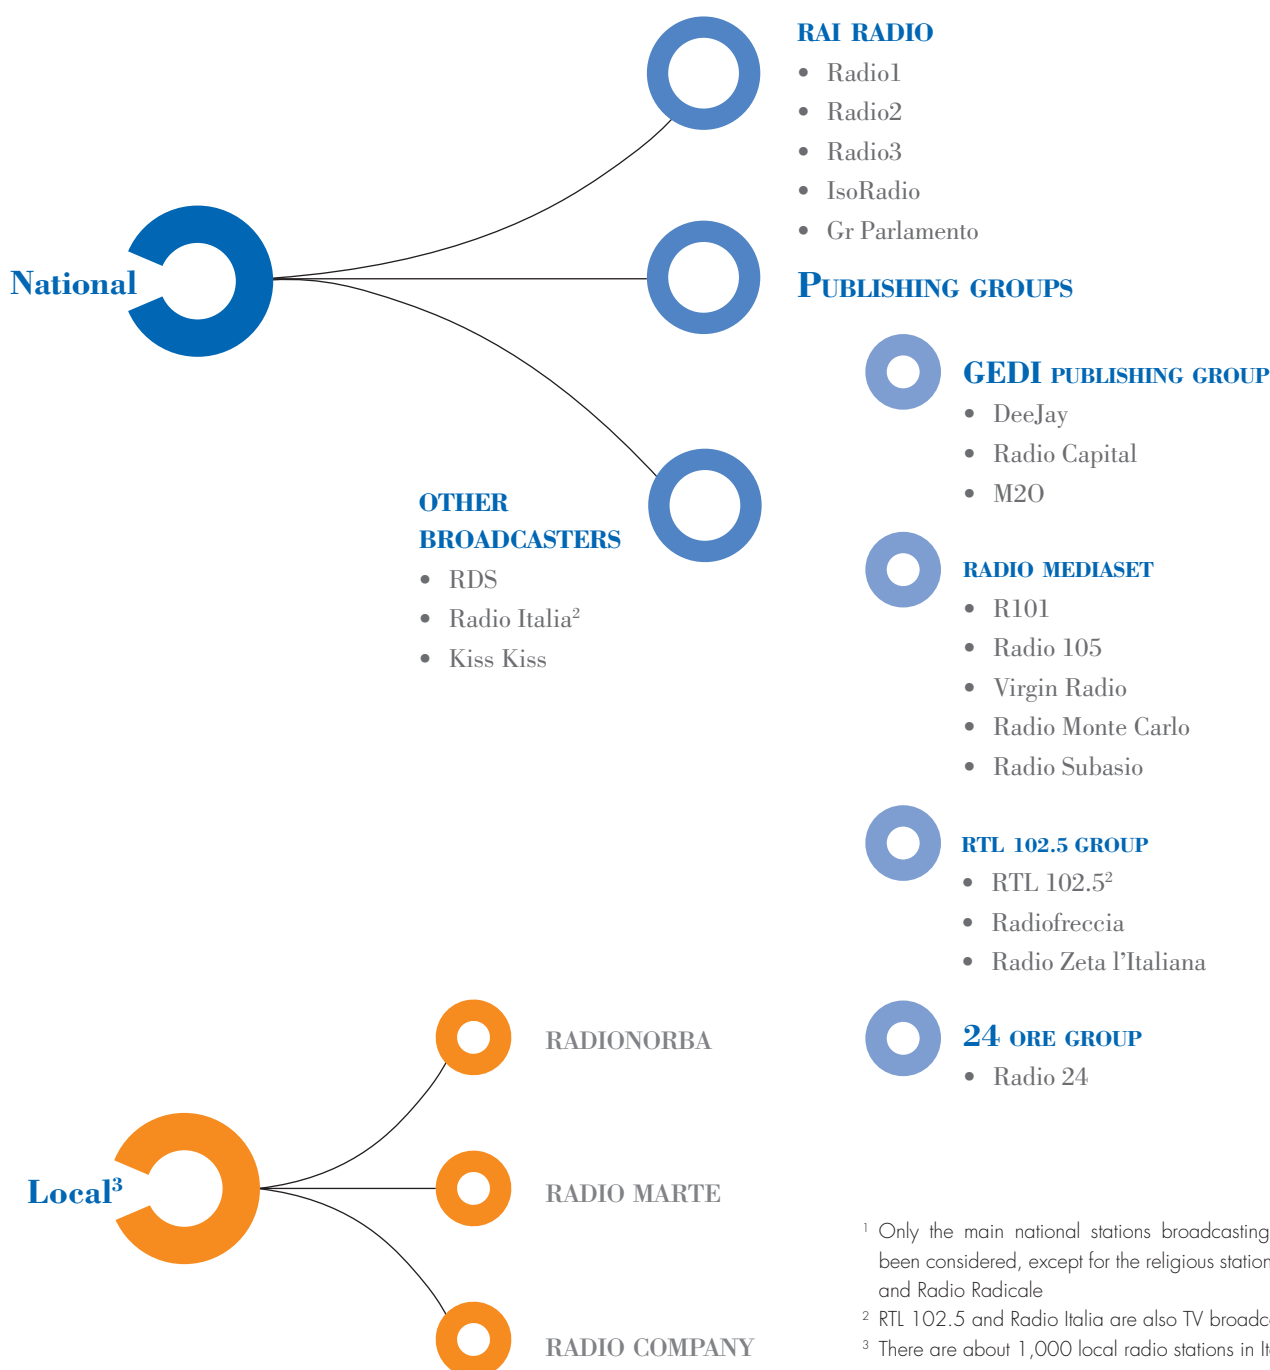 RAI RADIO
• Radio1
• Radio2
• Radio3
• IsoRadio
• Gr Parlamento
National
PUBLISHING GROUPS
GEDI PUBLISHING GROUP
• DeeJay
• Radio Capital
• M2O
OTHER
BROADCASTERS
• RDS
• Radio Italia²
• Kiss Kiss
RADIO MEDIASET
• R101
• Radio 105
• Virgin Radio
• Radio Monte Carlo
• Radio Subasio
RTL 102.5 GROUP
• RTL 102.5²
• Radiofreccia
• Radio Zeta l’Italiana
24 ORE GROUP
• Radio 24
Local³
RADIONORBA
RADIO MARTE
RADIO COMPANY
¹ Only the main national stations broadcasting
been considered, except for the religious station
and Radio Radicale
² RTL 102.5 and Radio Italia are also TV broadc
³ There are about 1,000 local radio stations in It